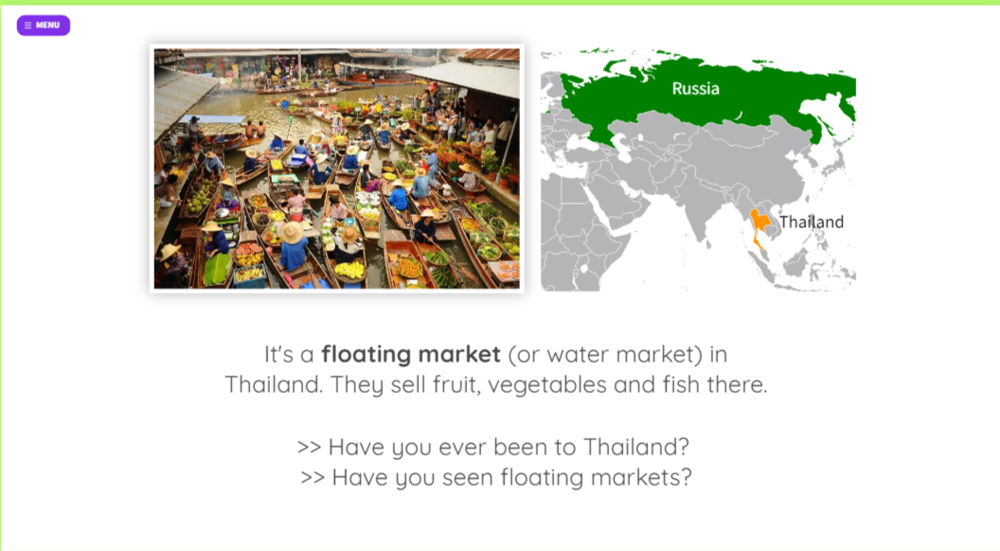 MENU
Russia
Thailand
It's a floating market (or water market) in
Thailand. They sell fruit, vegetables and fish there.
>> Have you ever been to Thailand?
>> Have you seen floating markets?